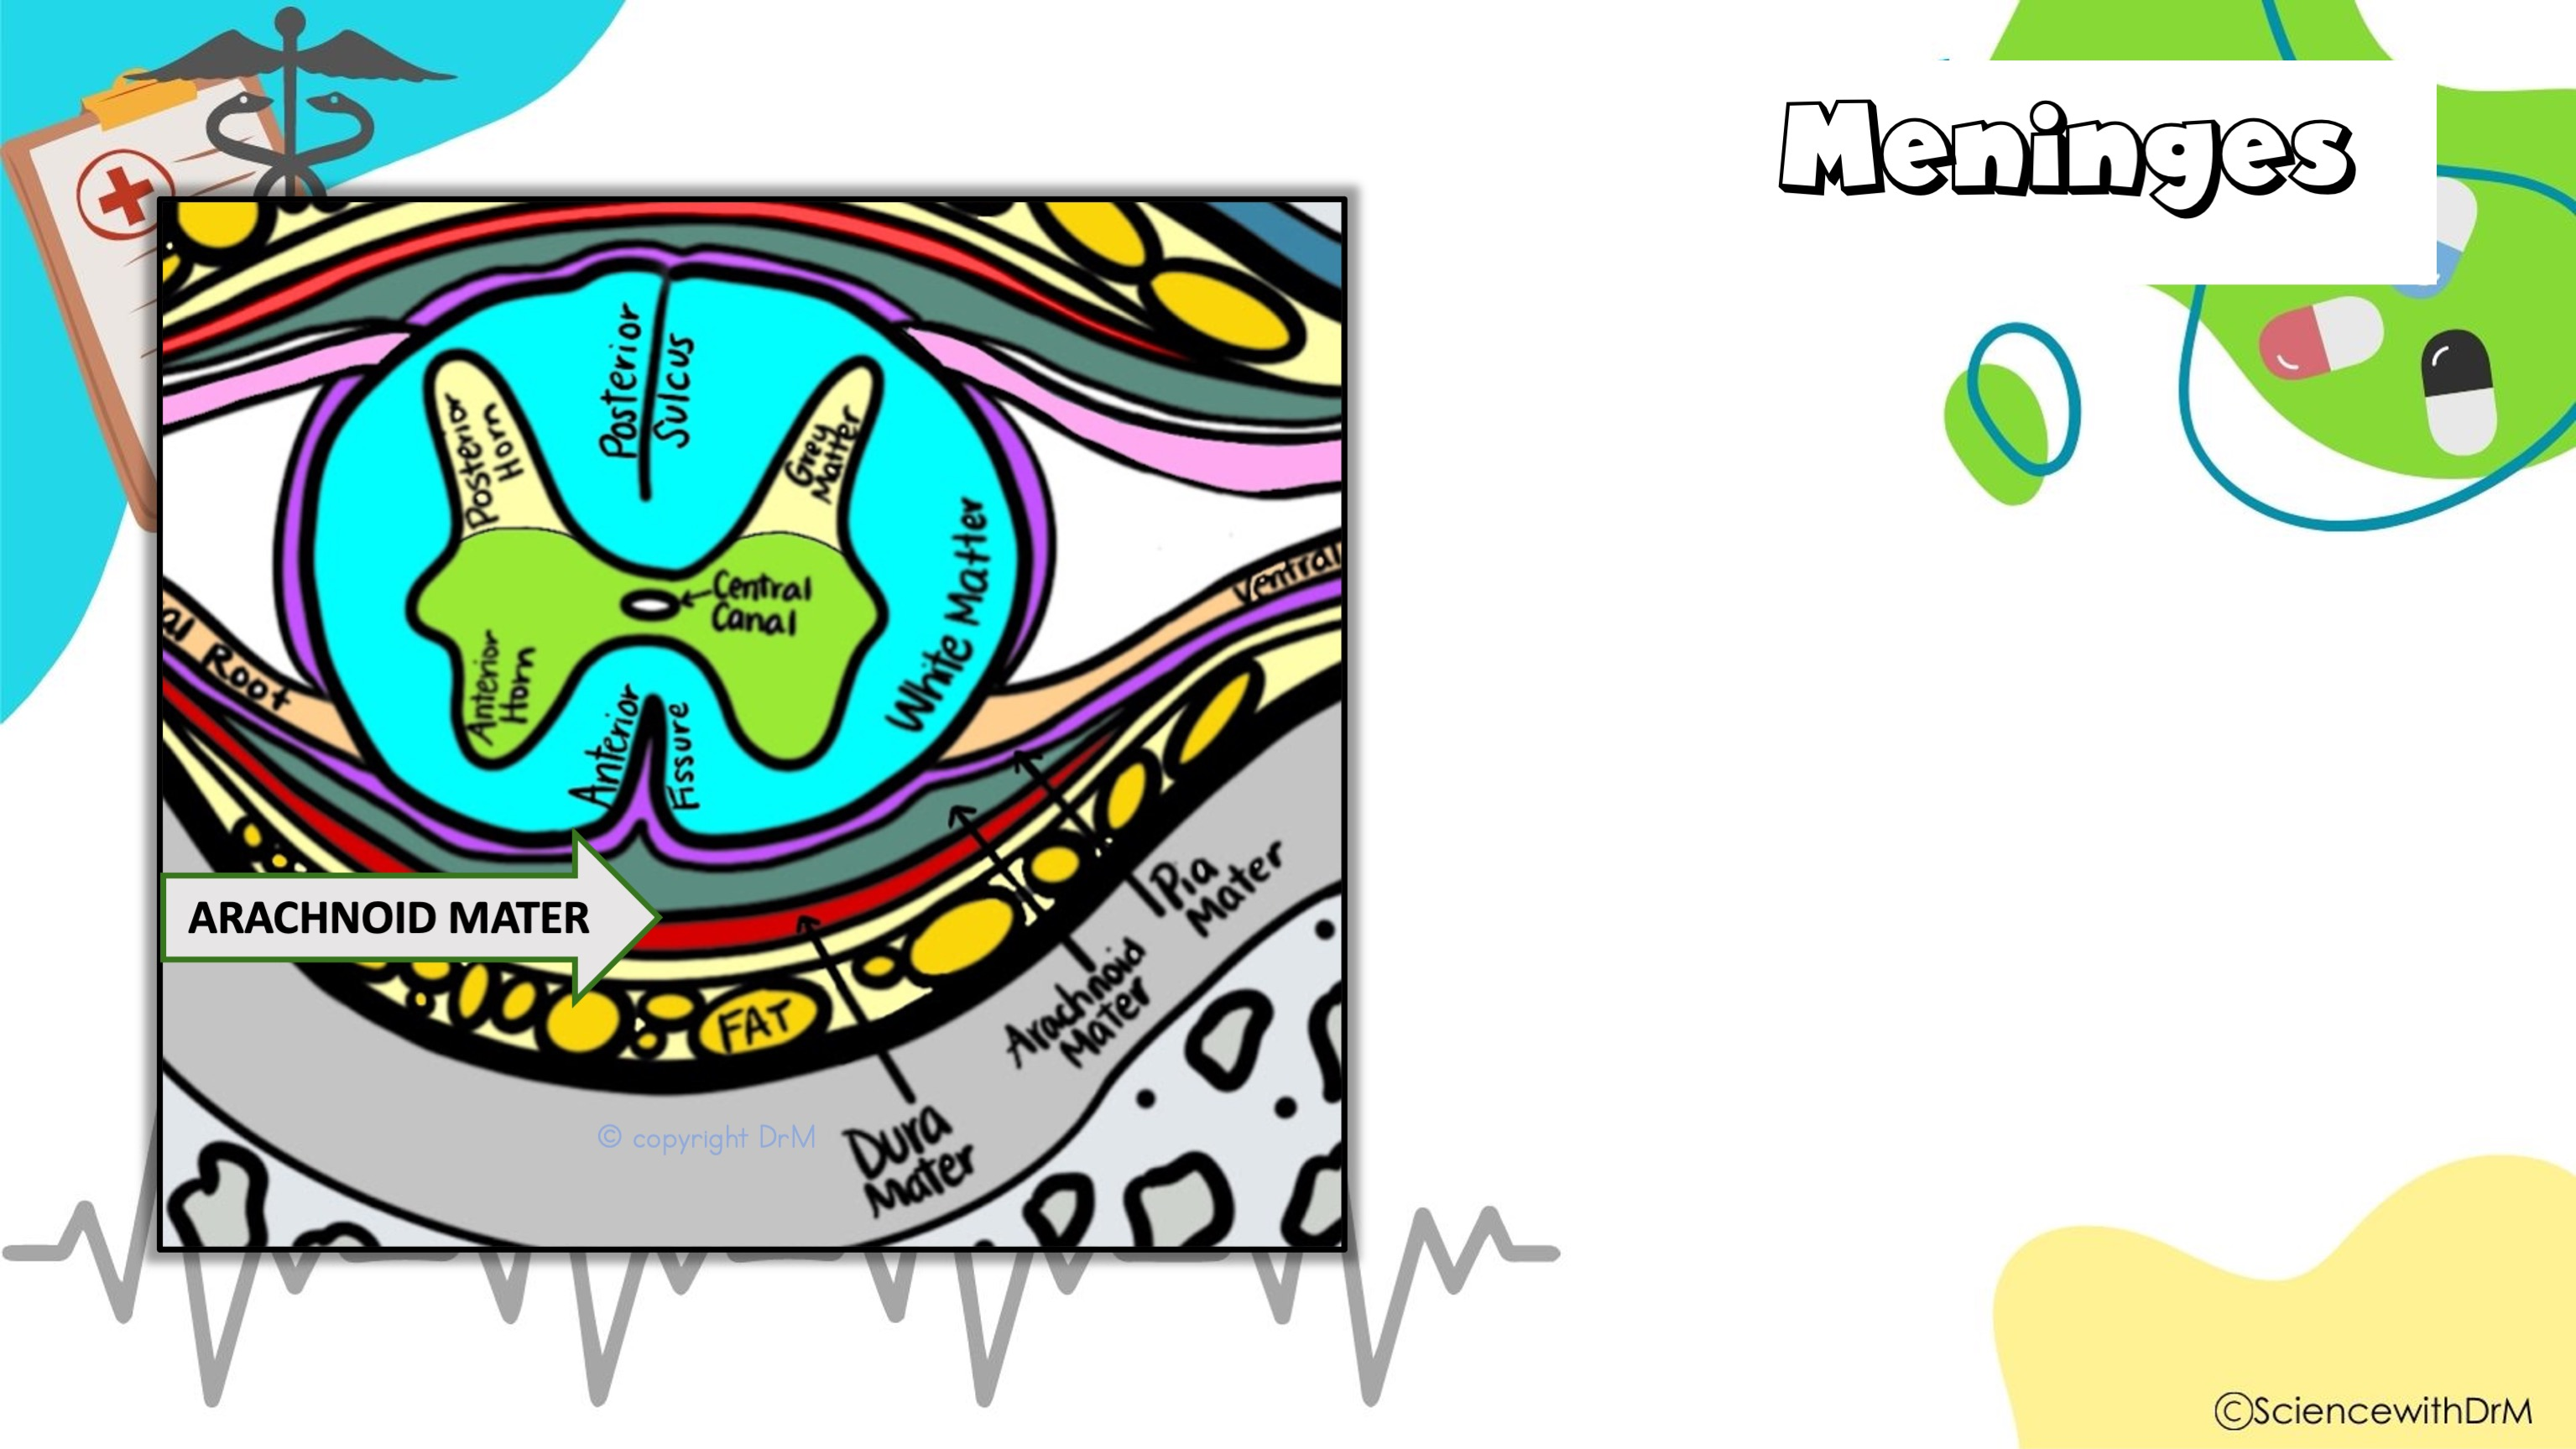 Meninges
Posterior
Sulcus
Posterior
Horn
Grey
Matter
White Matter
Central
Canal
Anterior
Horn
Anterior
Fissure
al Root
Ventral
ARACHNOID MATER
FAT
Pia
Mater
Arachnoid
Mater
Dura
Mater
© copyright DrM
©SciencewithDrM